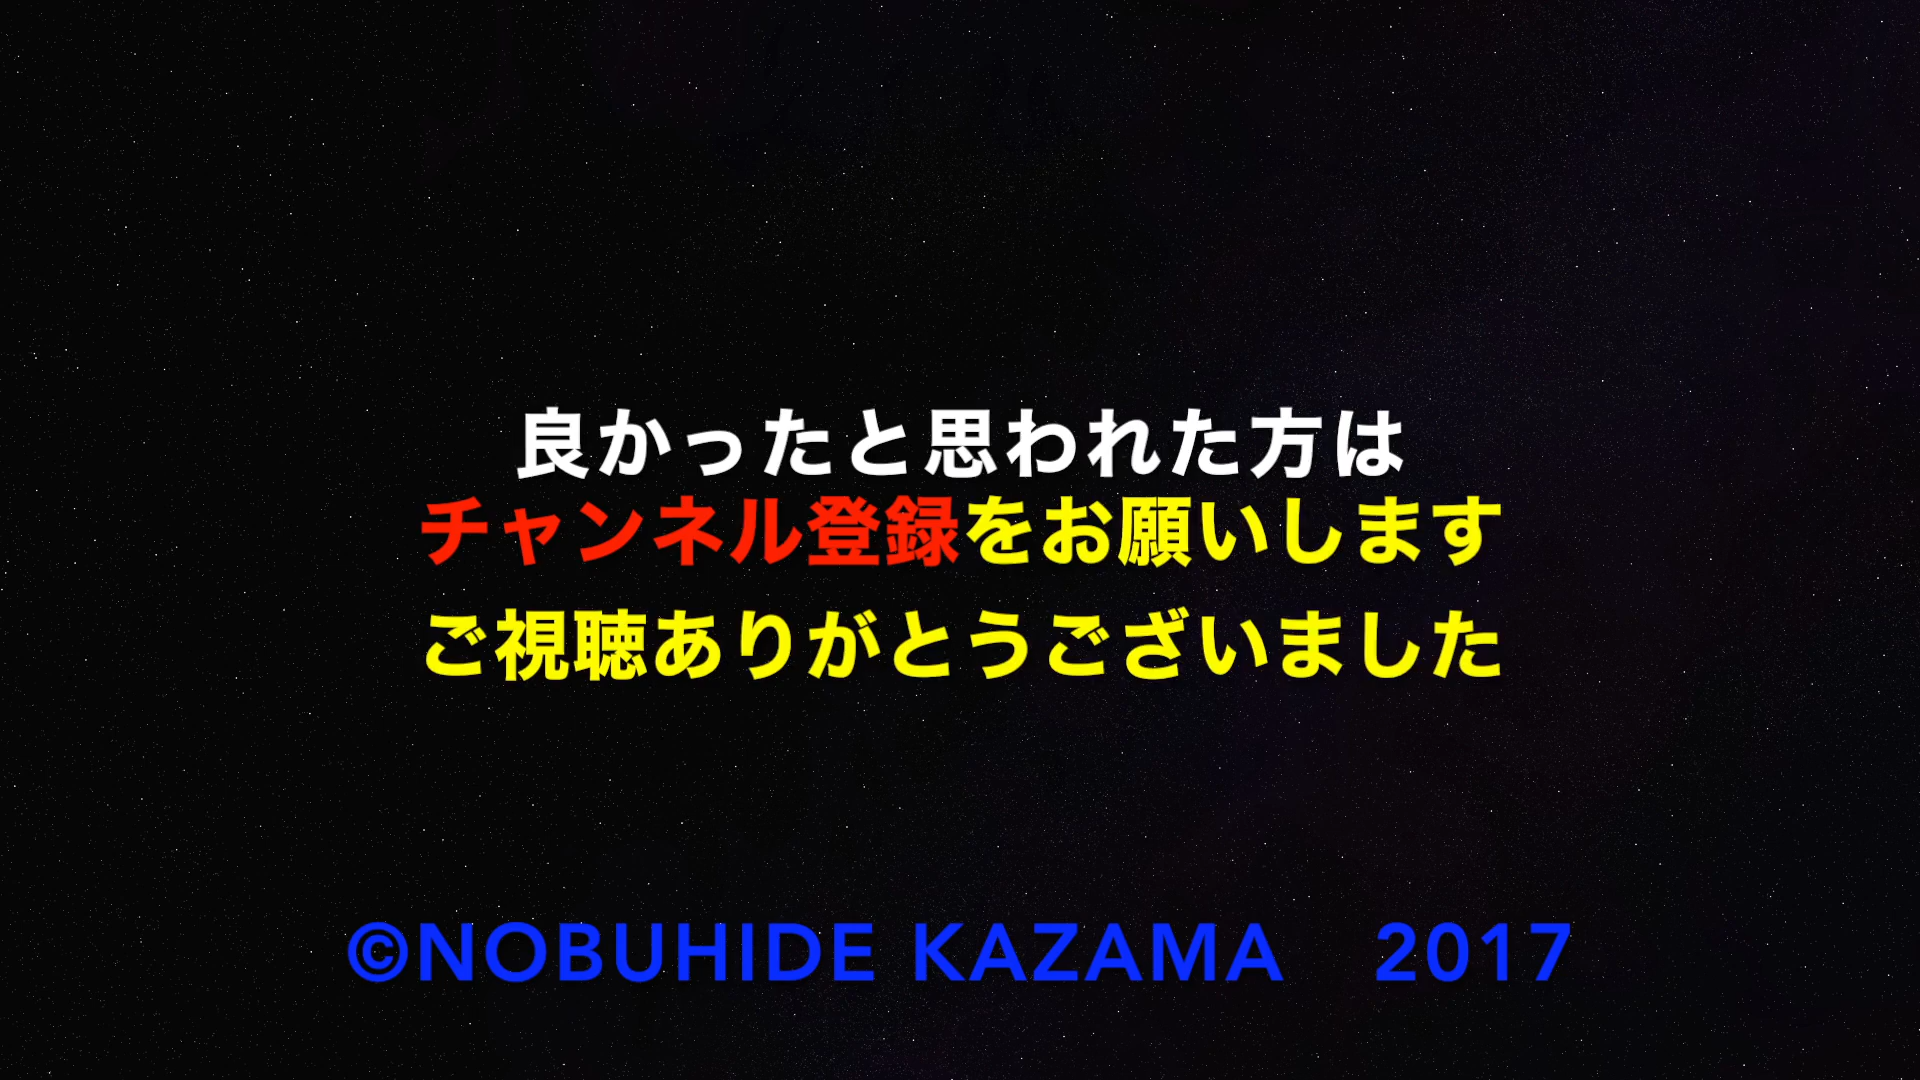 良かったと思われた方は
チャンネル登録をお願いします
ご視聴ありがとうございました
©NOBUHIDE KAZAMA　2017